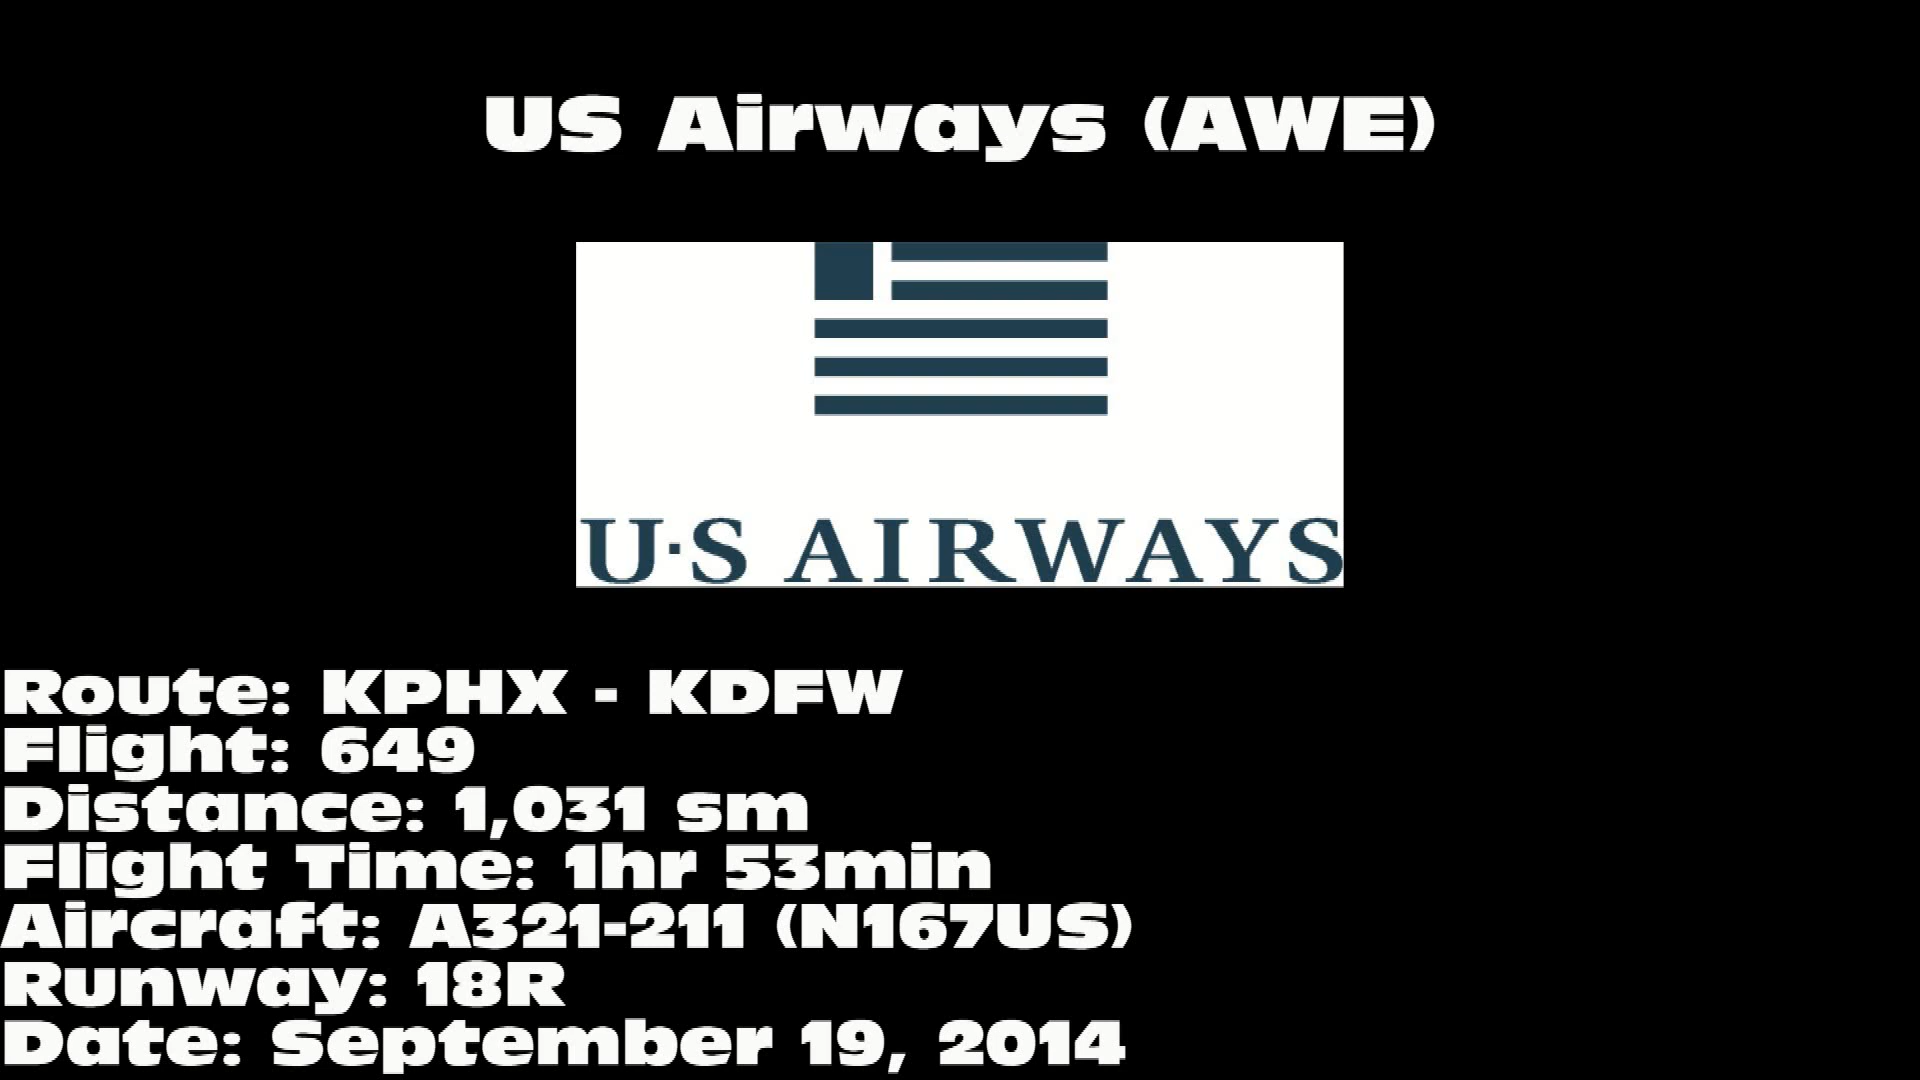 US Airways (AWE)
U·S AIRWAYS
Route: KPHX - KDFW
Flight: 649
Distance: 1,031 sm
Flight Time: 1hr 53min
Aircraft: A321-211 (N167US)
Runway: 18R
Date: September 19, 2014